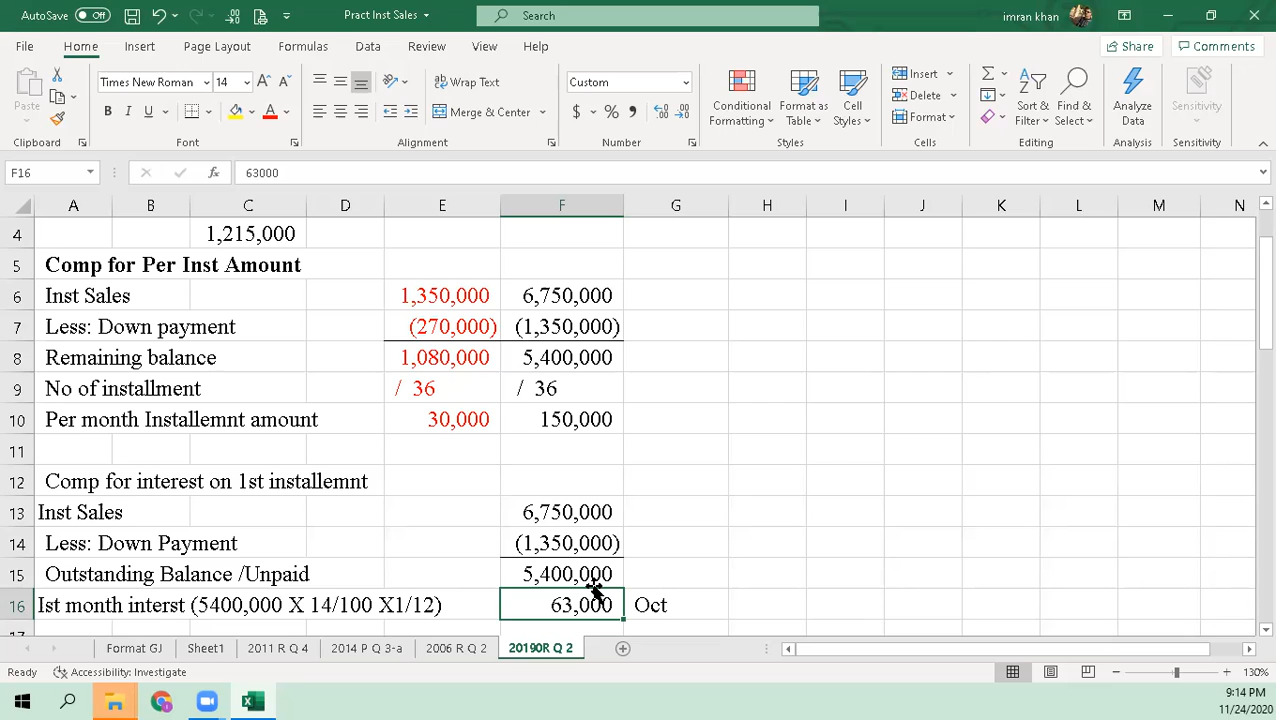 AutoSave Off Pract Inst Sales Search imran khan
File Home Insert Page Layout Formulas Data Review View Help Share Comments
Paste Times New Roman 14 A A Wrap Text Custom Conditional Formatting Format as Table Cell Styles Insert Sort & Filter Find & Select Analyze Data Sensitivity
B I U A Merge & Center $ % Delete
Format
Clipboard Font Alignment Number Styles Cells Editing Analysis Sensitivity
F16 fx 63000
A B C D E F G H I J K L M N
4 1,215,000
5 Comp for Per Inst Amount
6 Inst Sales 1,350,000 6,750,000
7 Less: Down payment (270,000) (1,350,000)
8 Remaining balance 1,080,000 5,400,000
9 No of installment / 36 / 36
10 Per month Installemnt amount 30,000 150,000
11
12 Comp for interest on 1st installemnt
13 Inst Sales 6,750,000
14 Less: Down Payment (1,350,000)
15 Outstanding Balance /Unpaid 5,400,000
16 Ist month interst (5400,000 X 14/100 X1/12) 63,000 Oct
17
Format GJ Sheet1 2011 R Q 4 2014 P Q 3-a 2006 R Q 2 20190R Q 2
Ready Accessibility: Investigate 130%
9:14 PM
11/24/2020